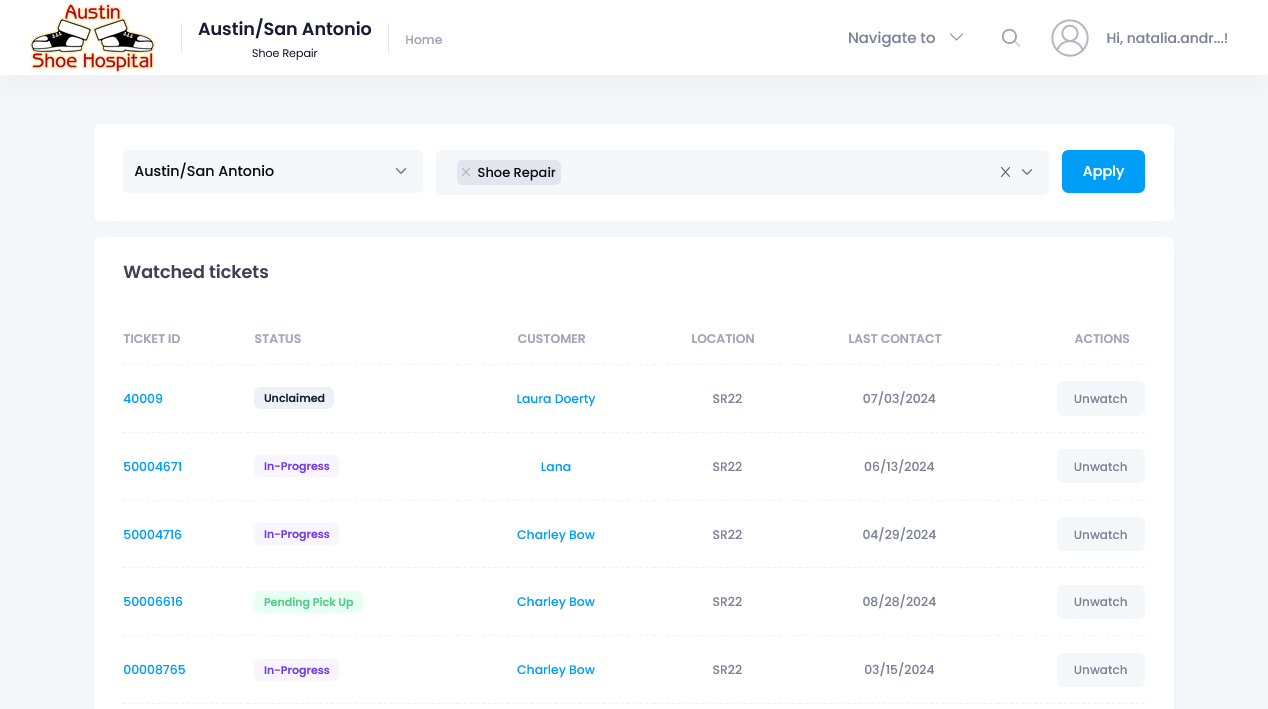 Austin
Shoe Hospital
Austin/San Antonio
Shoe Repair
Home
Navigate to
Hi, natalia.andr...!
Austin/San Antonio
Shoe Repair
Apply
Watched tickets
TICKET ID STATUS CUSTOMER LOCATION LAST CONTACT ACTIONS
40009 Unclaimed Laura Doerty SR22 07/03/2024 Unwatch
50004671 In-Progress Lana SR22 06/13/2024 Unwatch
50004716 In-Progress Charley Bow SR22 04/29/2024 Unwatch
50006616 Pending Pick Up Charley Bow SR22 08/28/2024 Unwatch
00008765 In-Progress Charley Bow SR22 03/15/2024 Unwatch